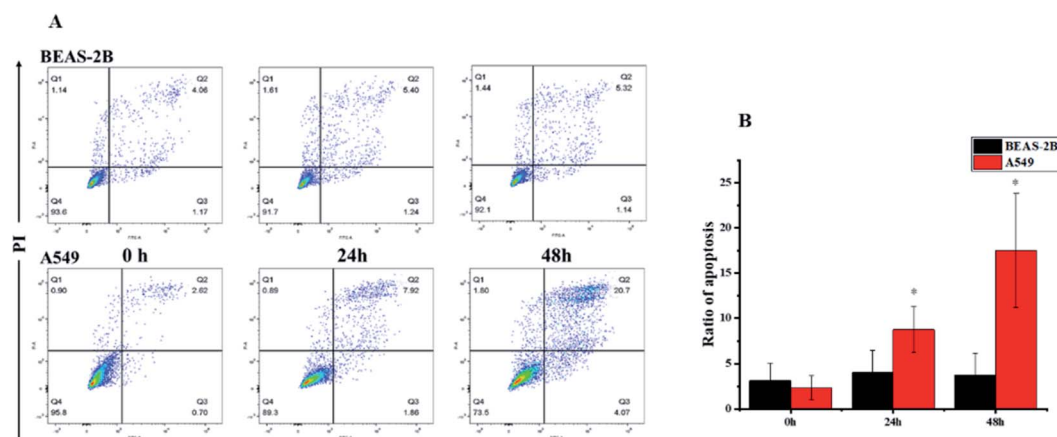 A
BEAS-2B
Q1
1.14
Q2
4.06
Q4
93.6
Q3
1.17
Q1
1.61
Q2
5.40
Q4
91.7
Q3
1.24
Q1
1.44
Q2
5.32
Q4
92.1
Q3
1.14
PI
A549
0 h
24h
48h
Q1
0.90
Q2
2.62
Q4
95.8
Q3
0.70
Q1
0.89
Q2
7.92
Q4
89.3
Q3
1.86
Q1
1.80
Q2
20.7
Q4
73.5
Q3
4.07
B
BEAS-2B
A549
Ratio of apoptosis
25
20
15
10
5
0
*
*
0h
24h
48h